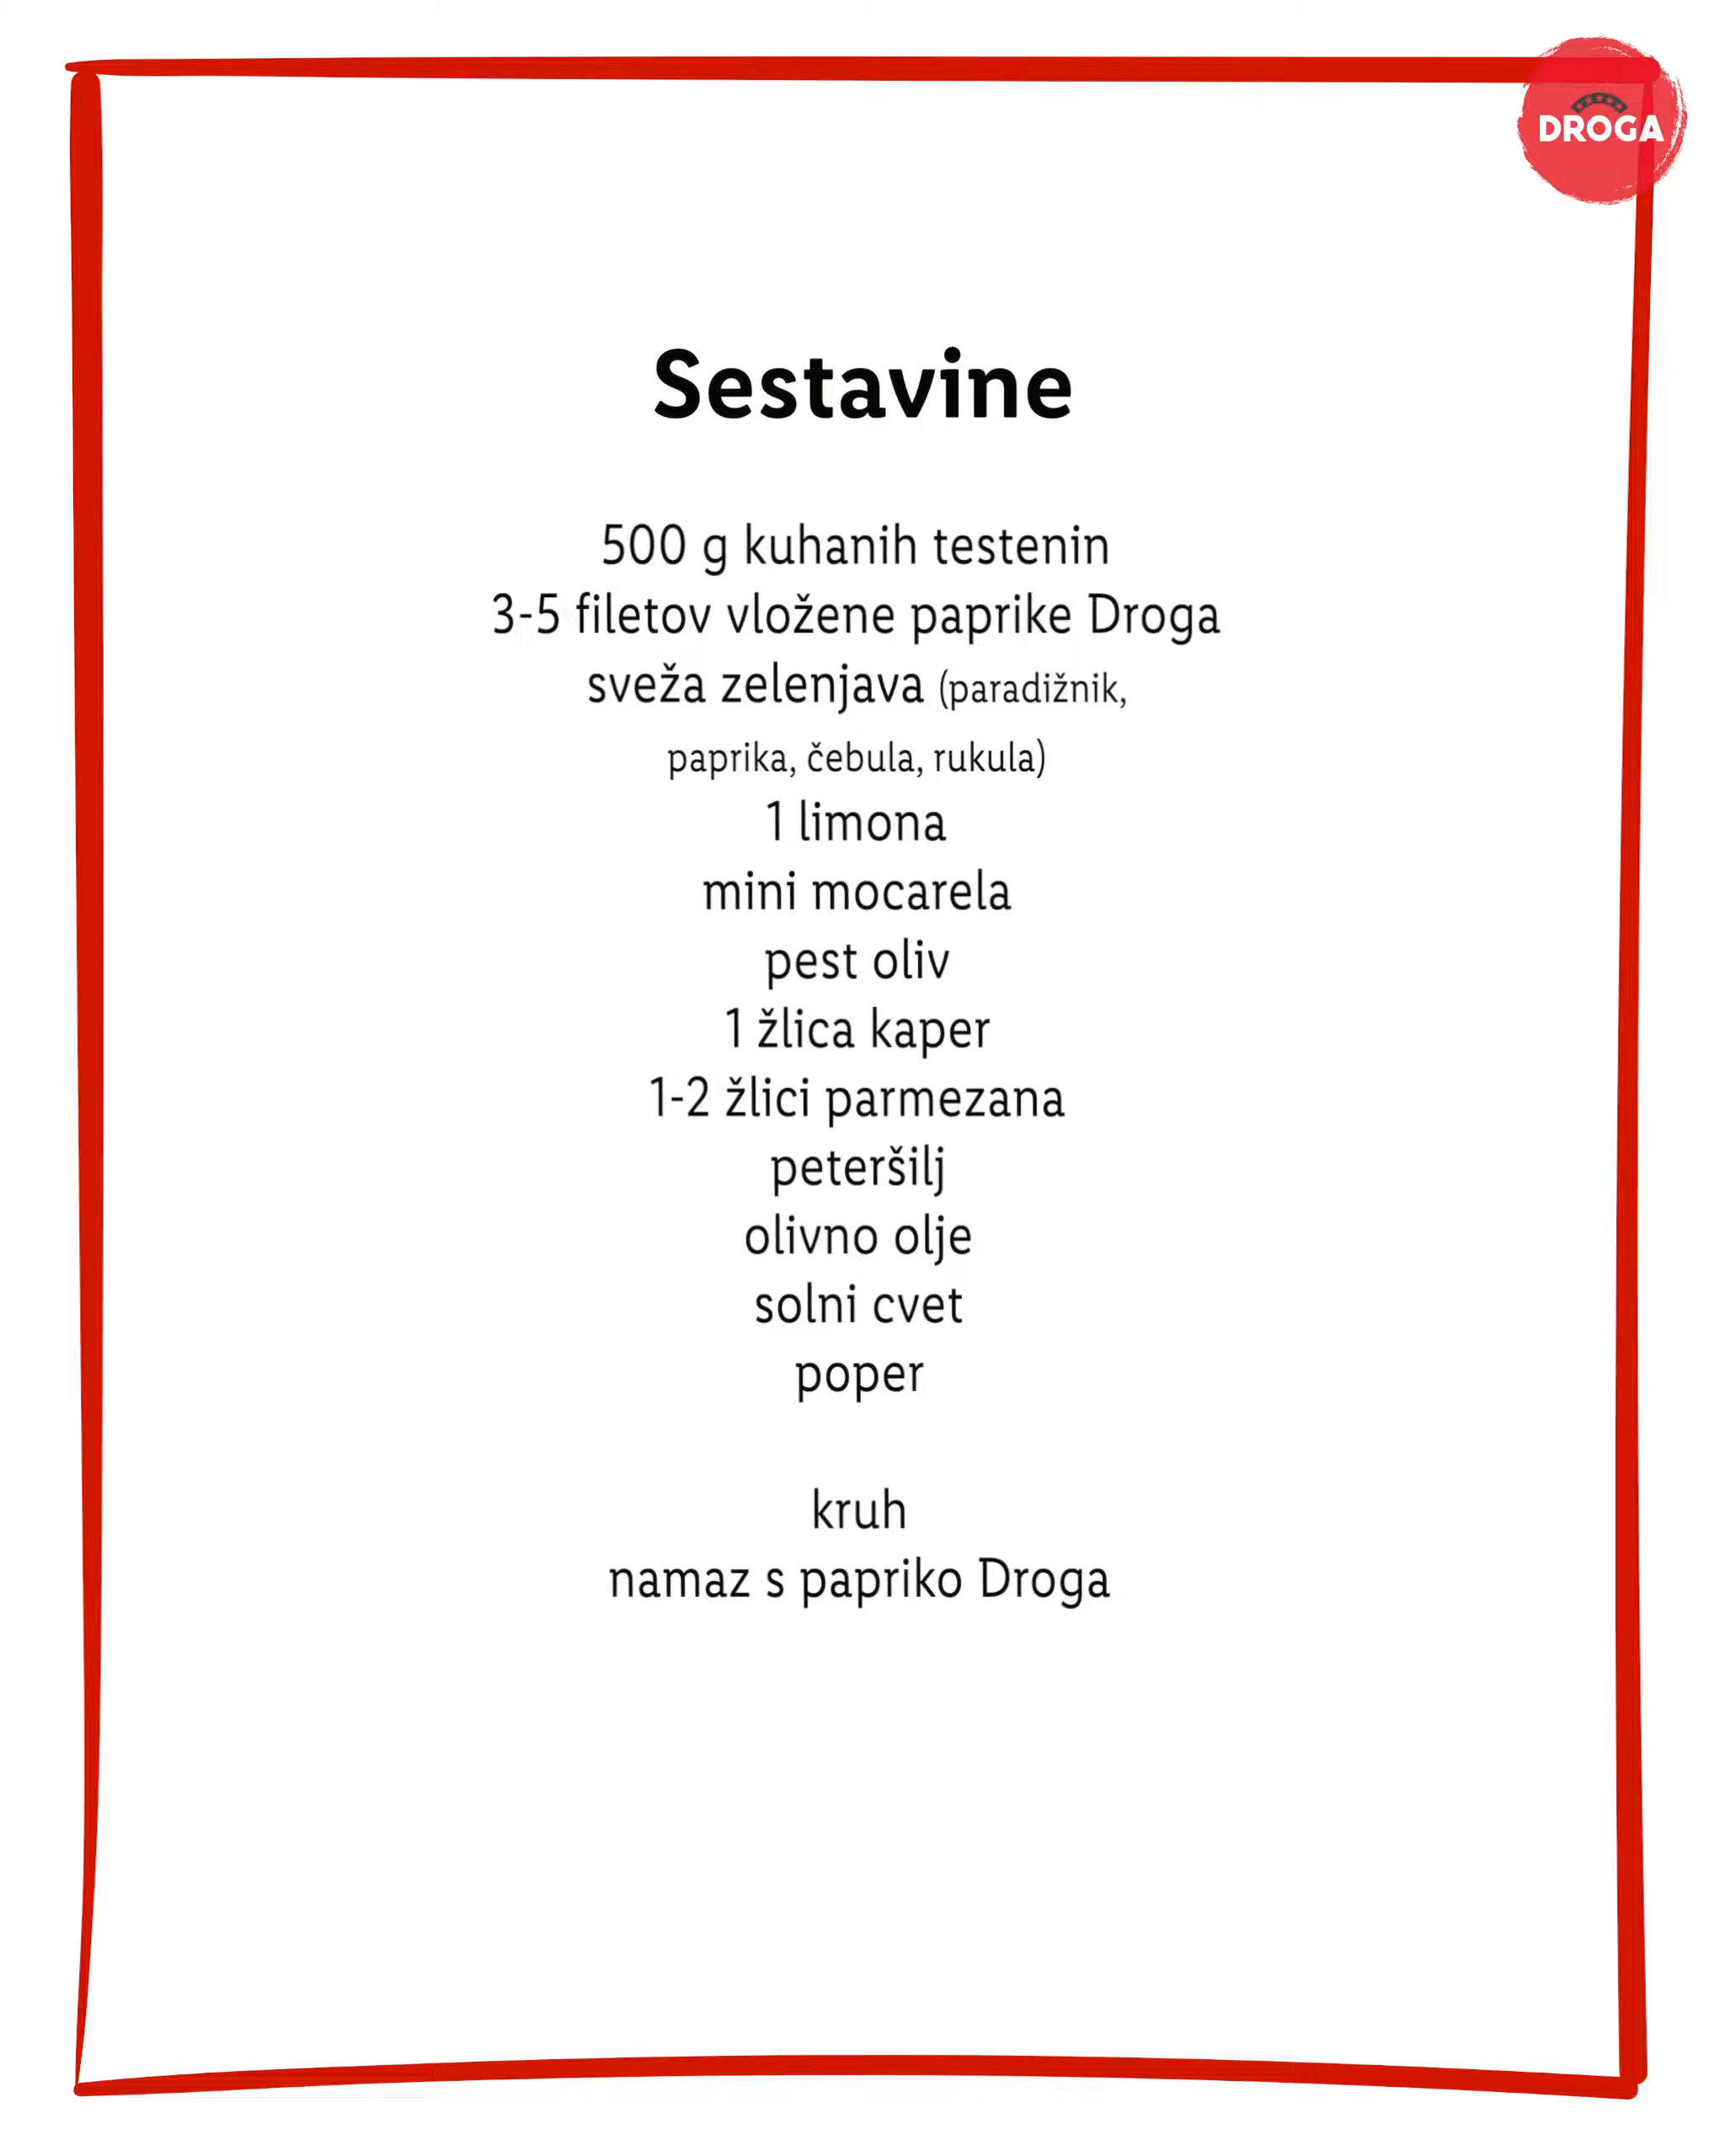 DROGA
Sestavine
500 g kuhanih testenin
3-5 filetov vložene paprike Droga
sveža zelenjava (paradižnik,
paprika, čebula, rukula)
1 limona
mini mocarela
pest oliv
1 žlica kaper
1-2 žlici parmezana
peteršilj
olivno olje
solni cvet
poper
kruh
namaz s papriko Droga